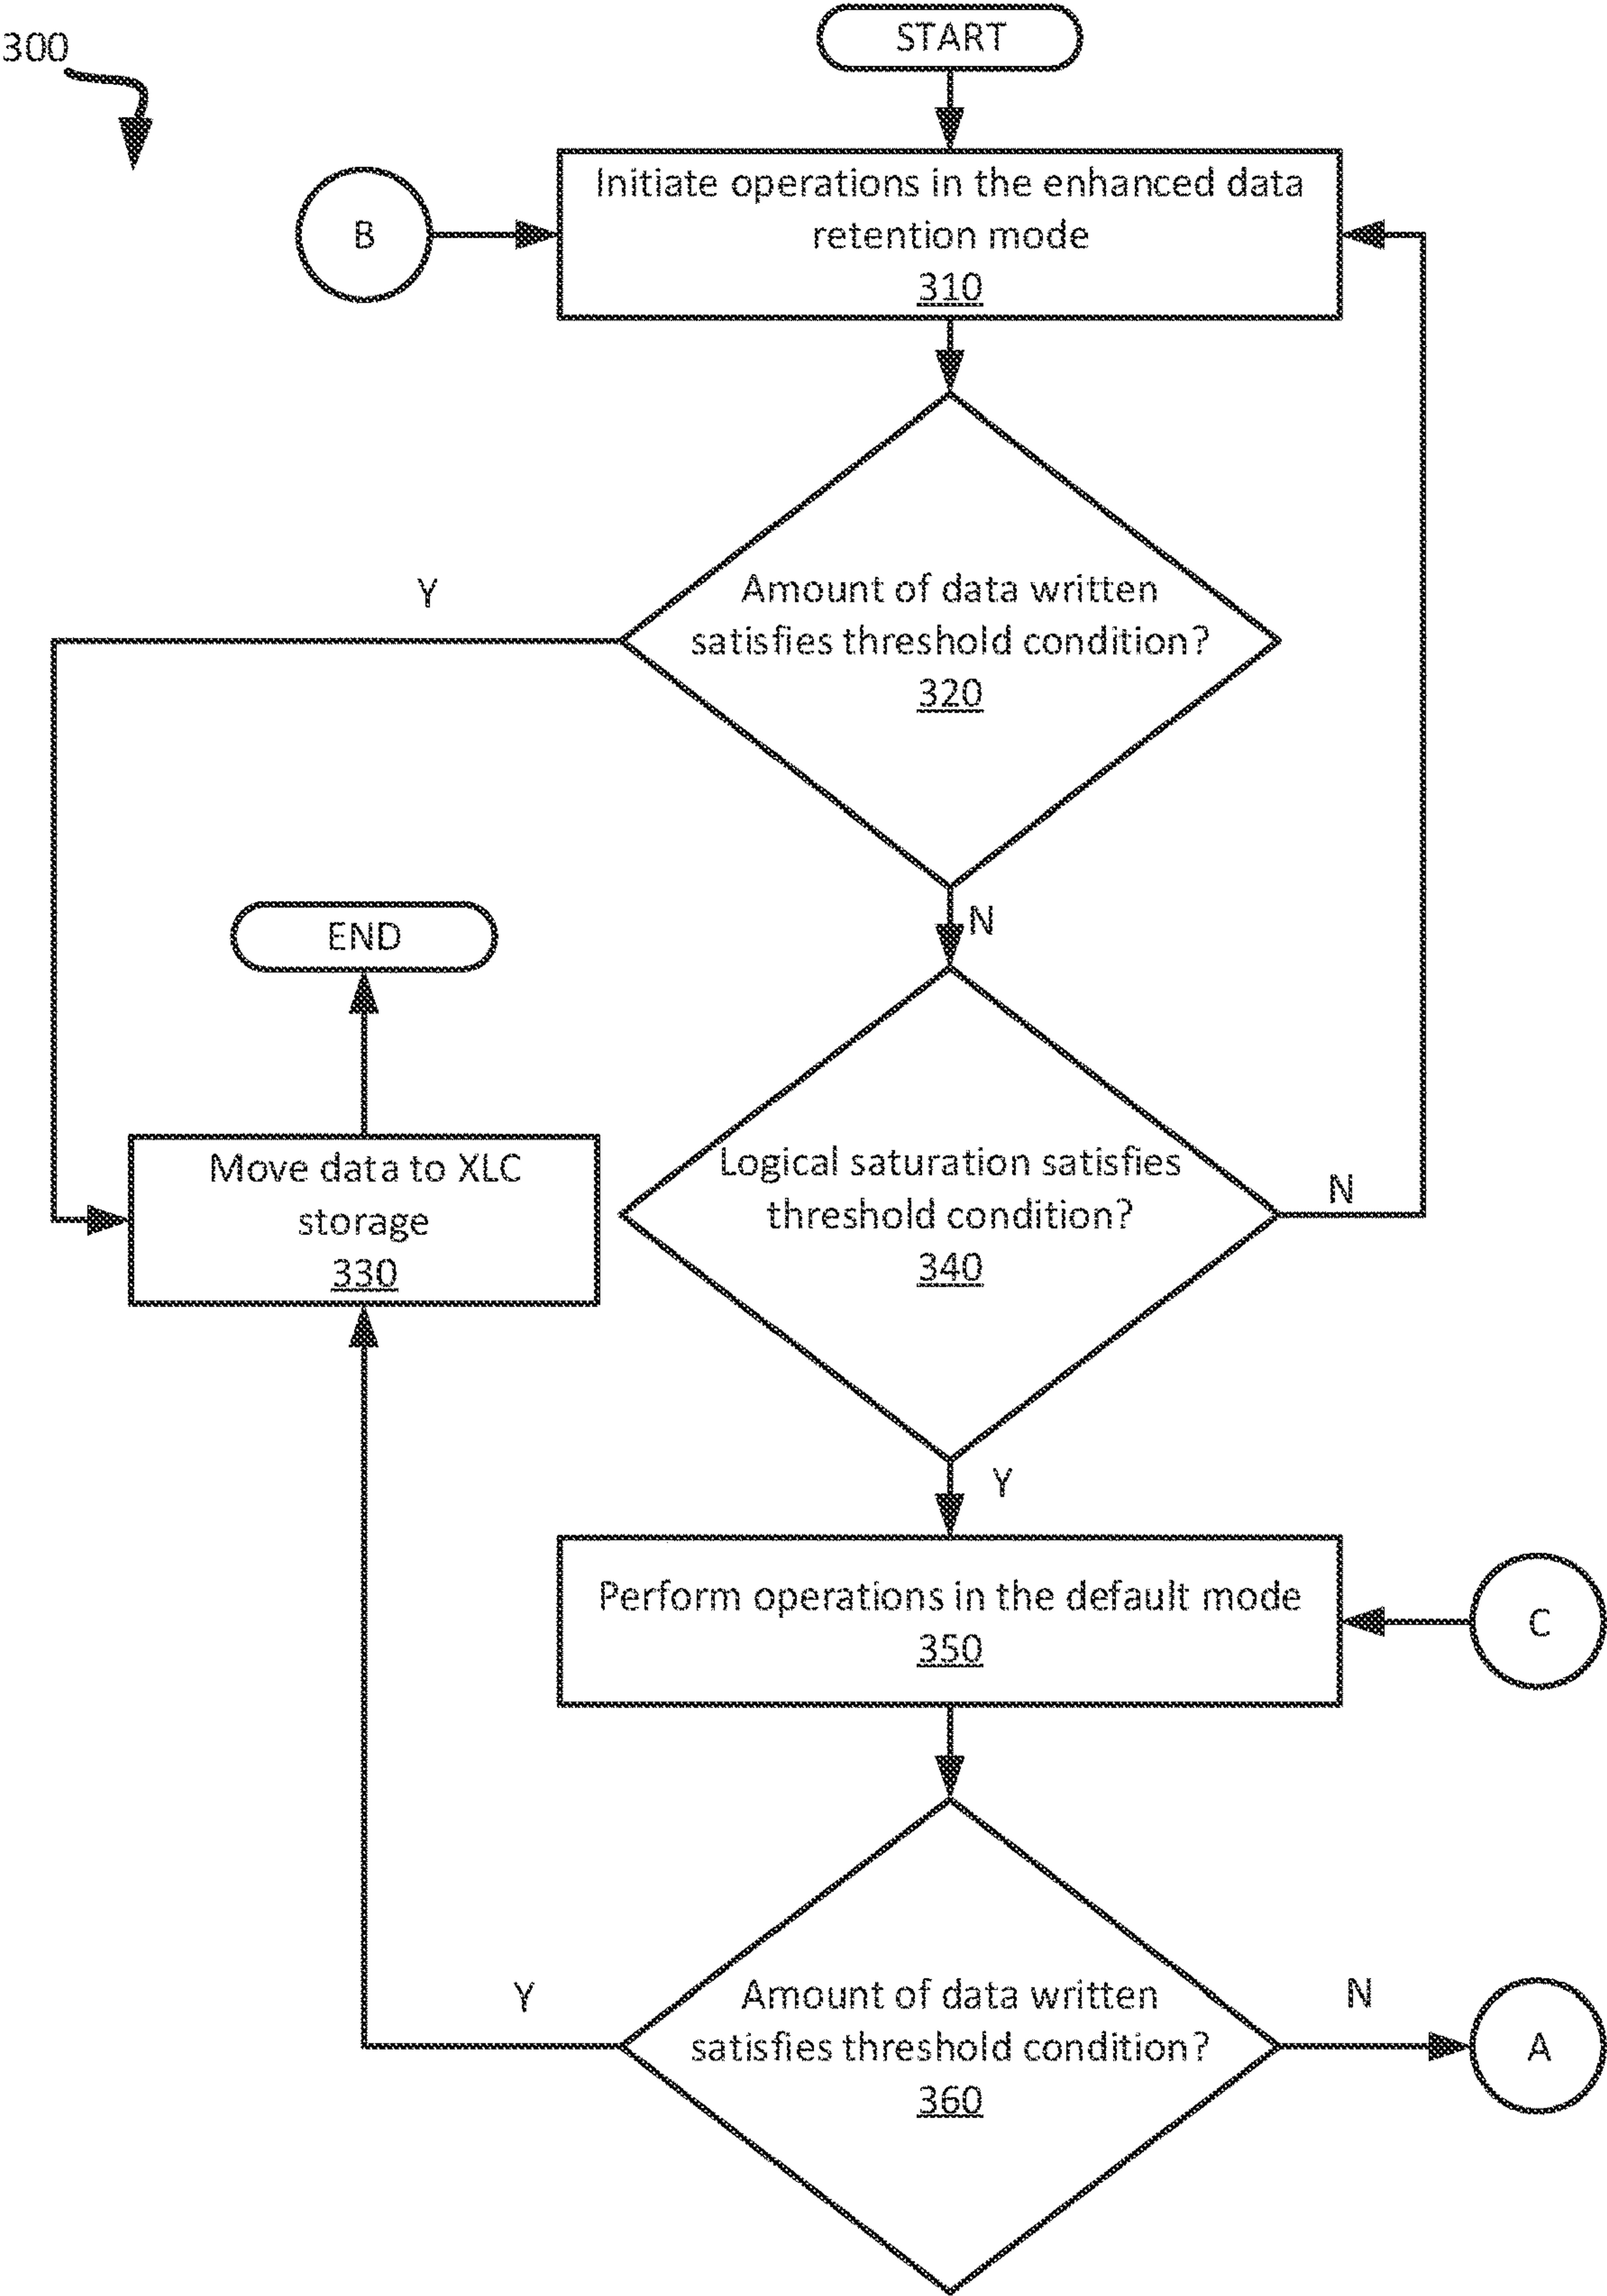 300
START
B
Initiate operations in the enhanced data
retention mode
310
Y
Amount of data written
satisfies threshold condition?
320
N
END
Move data to XLC
storage
330
Logical saturation satisfies
threshold condition?
340
N
Y
Perform operations in the default mode
350
C
Y
Amount of data written
satisfies threshold condition?
360
N
A